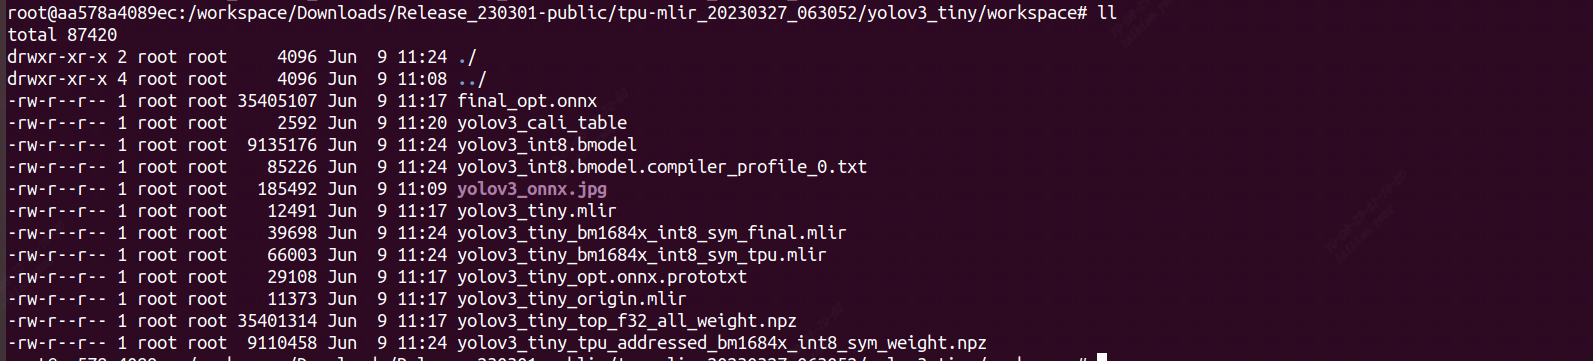 root@aa578a4089ec:/workspace/Downloads/Release_230301-public/tpu-mlir_20230327_063052/yolov3_tiny/workspace# ll
total 87420
drwxr-xr-x 2 root root     4096 Jun  9 11:24 ./
drwxr-xr-x 4 root root     4096 Jun  9 11:08 ../
-rw-r--r-- 1 root root 35405107 Jun  9 11:17 final_opt.onnx
-rw-r--r-- 1 root root     2592 Jun  9 11:20 yolov3_cali_table
-rw-r--r-- 1 root root  9135176 Jun  9 11:24 yolov3_int8.bmodel
-rw-r--r-- 1 root root    85226 Jun  9 11:24 yolov3_int8.bmodel.compiler_profile_0.txt
-rw-r--r-- 1 root root   185492 Jun  9 11:09 yolov3_onnx.jpg
-rw-r--r-- 1 root root    12491 Jun  9 11:17 yolov3_tiny.mlir
-rw-r--r-- 1 root root    39698 Jun  9 11:24 yolov3_tiny_bm1684x_int8_sym_final.mlir
-rw-r--r-- 1 root root    66003 Jun  9 11:24 yolov3_tiny_bm1684x_int8_sym_tpu.mlir
-rw-r--r-- 1 root root    29108 Jun  9 11:17 yolov3_tiny_opt.onnx.prototxt
-rw-r--r-- 1 root root    11373 Jun  9 11:17 yolov3_tiny_origin.mlir
-rw-r--r-- 1 root root 35401314 Jun  9 11:17 yolov3_tiny_top_f32_all_weight.npz
-rw-r--r-- 1 root root  9110458 Jun  9 11:24 yolov3_tiny_tpu_addressed_bm1684x_int8_sym_weight.npz